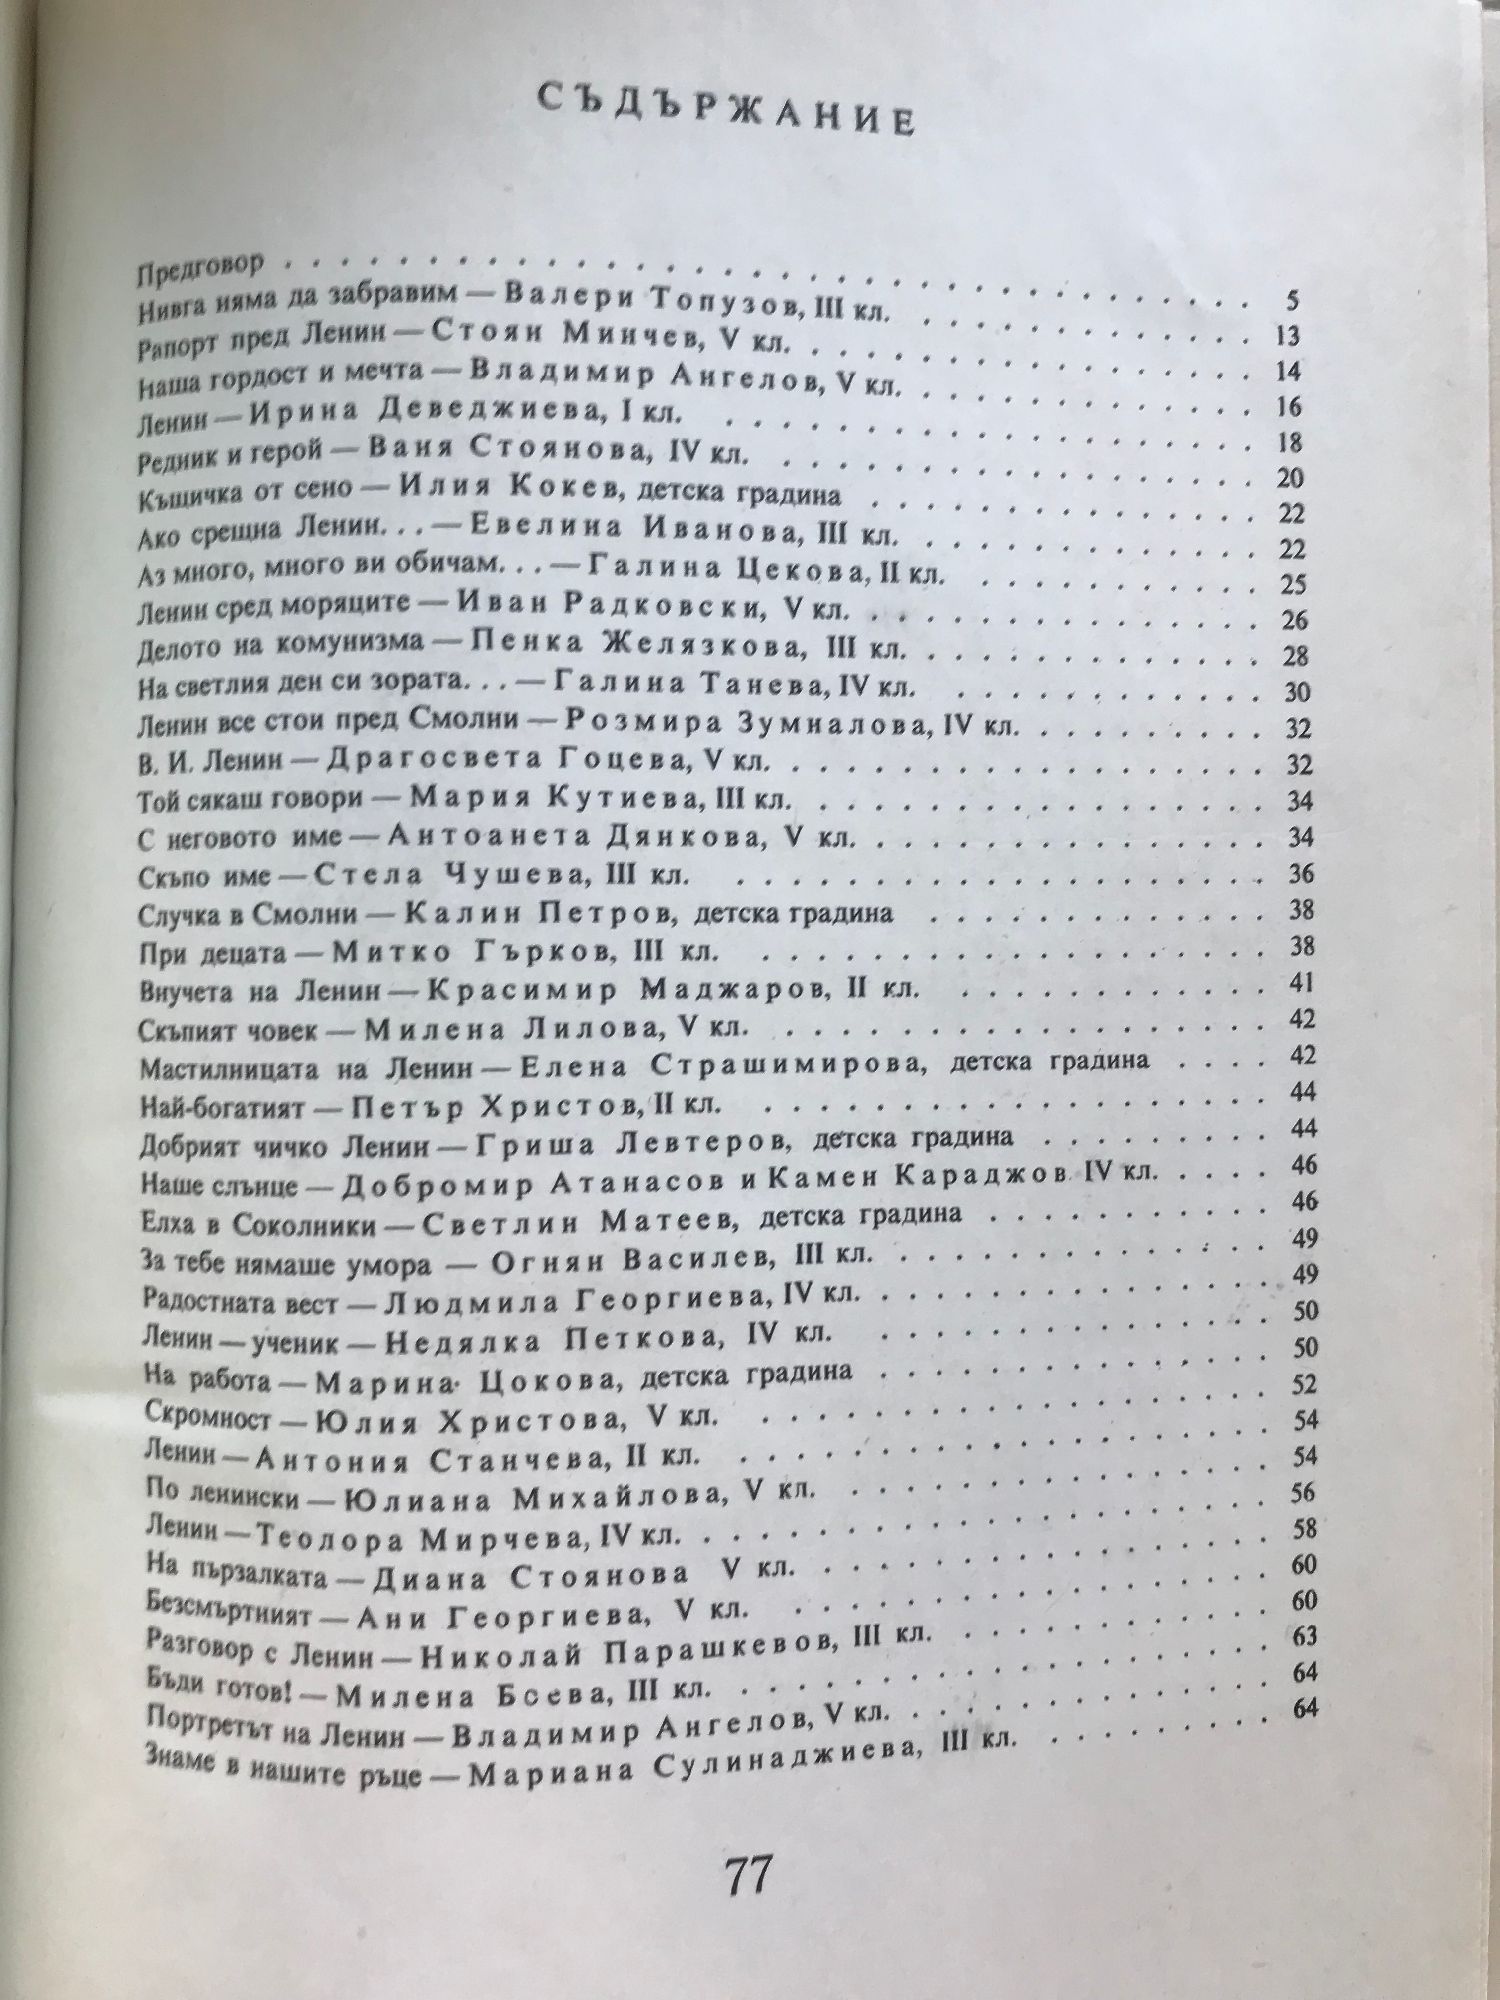 СЪДЪРЖАНИЕ
Предговор . . . . . . . . . . . . . . . . . . . . 5
Нивга няма да забравим — Валери Топузов, III кл. . . . . . . . . . . . . 13
Рапорт пред Ленин — Стоян Минчев, V кл. . . . . . . . . . . . . 14
Наша гордост и мечта — Владимир Ангелов, V кл. . . . . . . . . . . . . 16
Ленин — Ирина Деведжиева, I кл. . . . . . . . . . . . . 18
Редник и герой — Ваня Стоянова, IV кл. . . . . . . . . . . . . 20
Къщичка от сено — Илия Кокев, детска градина . . . . . . . . . . . . 22
Ако срещна Ленин. . . — Евелина Иванова, III кл. . . . . . . . . . . . . 22
Аз много, много ви обичам. . . — Галина Цекова, II кл. . . . . . . . . . . 25
Ленин сред моряците — Иван Радковски, V кл. . . . . . . . . . . . . 26
Делото на комунизма — Пенка Желязкова, III кл. . . . . . . . . . . . . 28
На светлия ден си зората. . . — Галина Танева, IV кл. . . . . . . . . . . . 30
Ленин все стои пред Смолни — Розмира Зумналова, IV кл. . . . . . . . . . 32
В. И. Ленин — Драгосвета Гоцева, V кл. . . . . . . . . . . . . 32
Той сякаш говори — Мария Кутиева, III кл. . . . . . . . . . . . . 34
С неговото име — Антоанета Дянкова, V кл. . . . . . . . . . . . . 34
Скъпо име — Стела Чушева, III кл. . . . . . . . . . . . . 36
Случка в Смолни — Калин Петров, детска градина . . . . . . . . . . . . 38
При децата — Митко Гърков, III кл. . . . . . . . . . . . . 38
Внучета на Ленин — Красимир Маджаров, II кл. . . . . . . . . . . . 41
Скъпият човек — Милена Лилова, V кл. . . . . . . . . . . . . 42
Мастилницата на Ленин — Елена Страшимирова, детска градина . . . . 42
Най-богатият — Петър Христов, II кл. . . . . . . . . . . . . 44
Добрият чичко Ленин — Гриша Левтеров, детска градина . . . . . . . . 44
Наше слънце — Добромир Атанасов и Камен Караджов IV кл. . . . . 46
Елха в Соколники — Светлин Матеев, детска градина . . . . . . . . . . 46
За тебе нямаше умора — Огнян Василев, III кл. . . . . . . . . . . . . 49
Радостната вест — Людмила Георгиева, IV кл. . . . . . . . . . . . . 49
Ленин — ученик — Недялка Петкова, IV кл. . . . . . . . . . . . . 50
На работа — Марина Цокова, детска градина . . . . . . . . . . . . 50
Скромност — Юлия Христова, V кл. . . . . . . . . . . . . 52
Ленин — Антония Станчева, II кл. . . . . . . . . . . . . 54
По ленински — Юлиана Михайлова, V кл. . . . . . . . . . . . . 54
Ленин — Теодора Мирчева, IV кл. . . . . . . . . . . . . 56
На пързалката — Диана Стоянова V кл. . . . . . . . . . . . . 58
Безсмъртният — Ани Георгиева, V кл. . . . . . . . . . . . . 60
Разговор с Ленин — Николай Парашкевов, III кл. . . . . . . . . . . . 60
Бъди готов! — Милена Боева, III кл. . . . . . . . . . . . . 63
Портретът на Ленин — Владимир Ангелов, V кл. . . . . . . . . . . . . 64
Знаме в нашите ръце — Мариана Сулинаджиева, III кл. . . . . . . . . 64
77